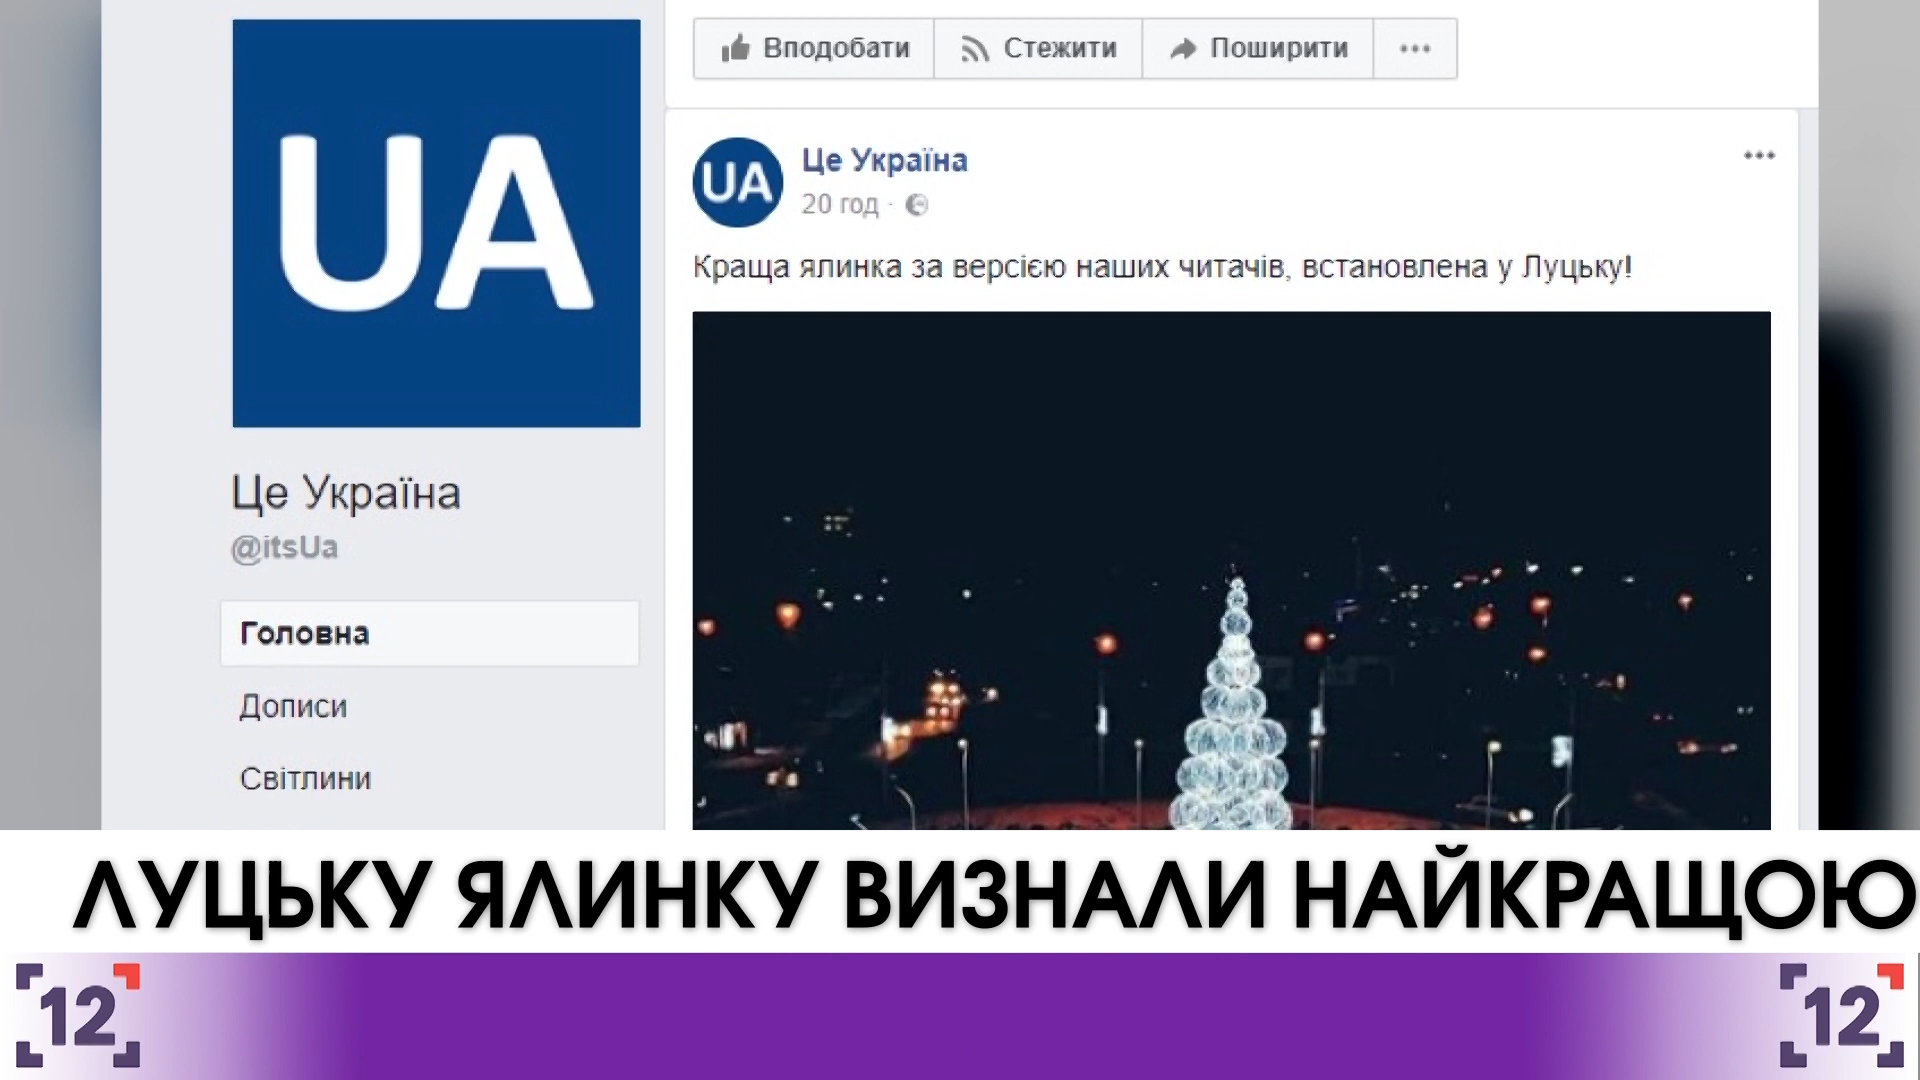 UA
Вподобати
Стежити
Поширити
UA
Це Україна
20 год
Краща ялинка за версією наших читачів, встановлена у Луцьку!
Це Україна
@itsUa
Головна
Дописи
Світлини
ЛУЦЬКУ ЯЛИНКУ ВИЗНАЛИ НАЙКРАЩОЮ
12
12